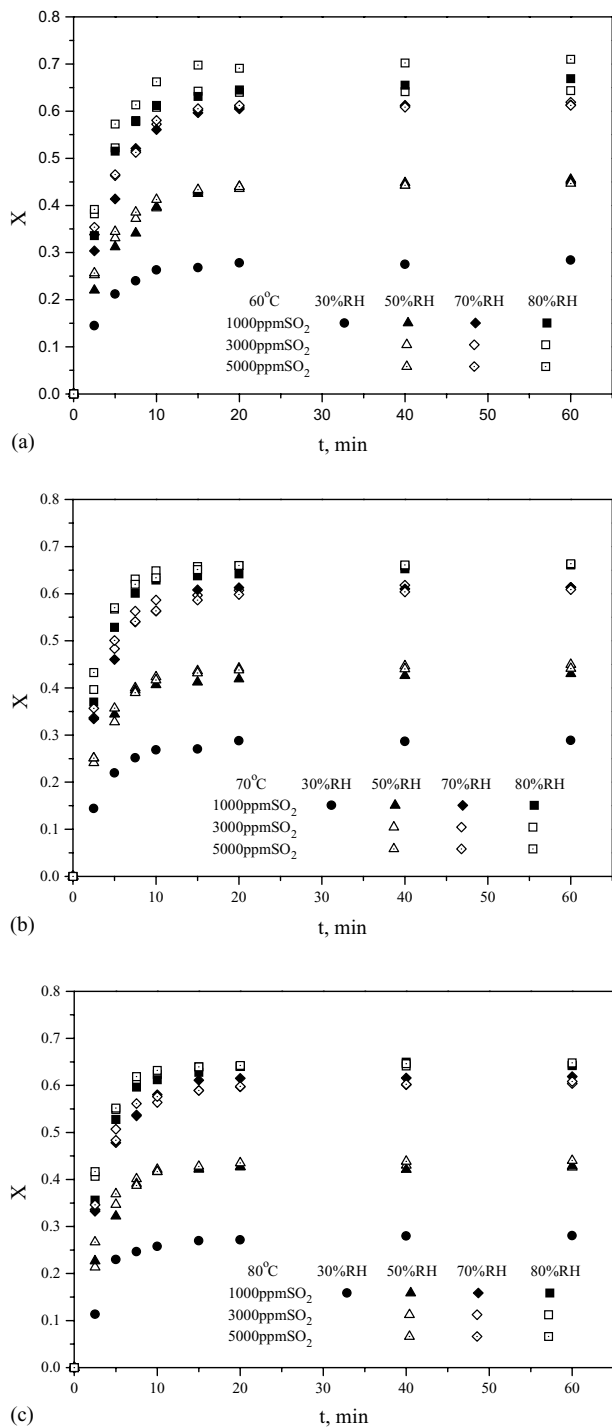 0.8
0.7
0.6
0.5
0.4
0.3
0.2
0.1
0.0
X
60°C 30%RH 50%RH 70%RH 80%RH
1000ppmSO₂
3000ppmSO₂
5000ppmSO₂
0 10 20 30 40 50 60
t, min
(a)
0.8
0.7
0.6
0.5
0.4
0.3
0.2
0.1
0.0
X
70°C 30%RH 50%RH 70%RH 80%RH
1000ppmSO₂
3000ppmSO₂
5000ppmSO₂
0 10 20 30 40 50 60
t, min
(b)
0.8
0.7
0.6
0.5
0.4
0.3
0.2
0.1
0.0
X
80°C 30%RH 50%RH 70%RH 80%RH
1000ppmSO₂
3000ppmSO₂
5000ppmSO₂
0 10 20 30 40 50 60
t, min
(c)